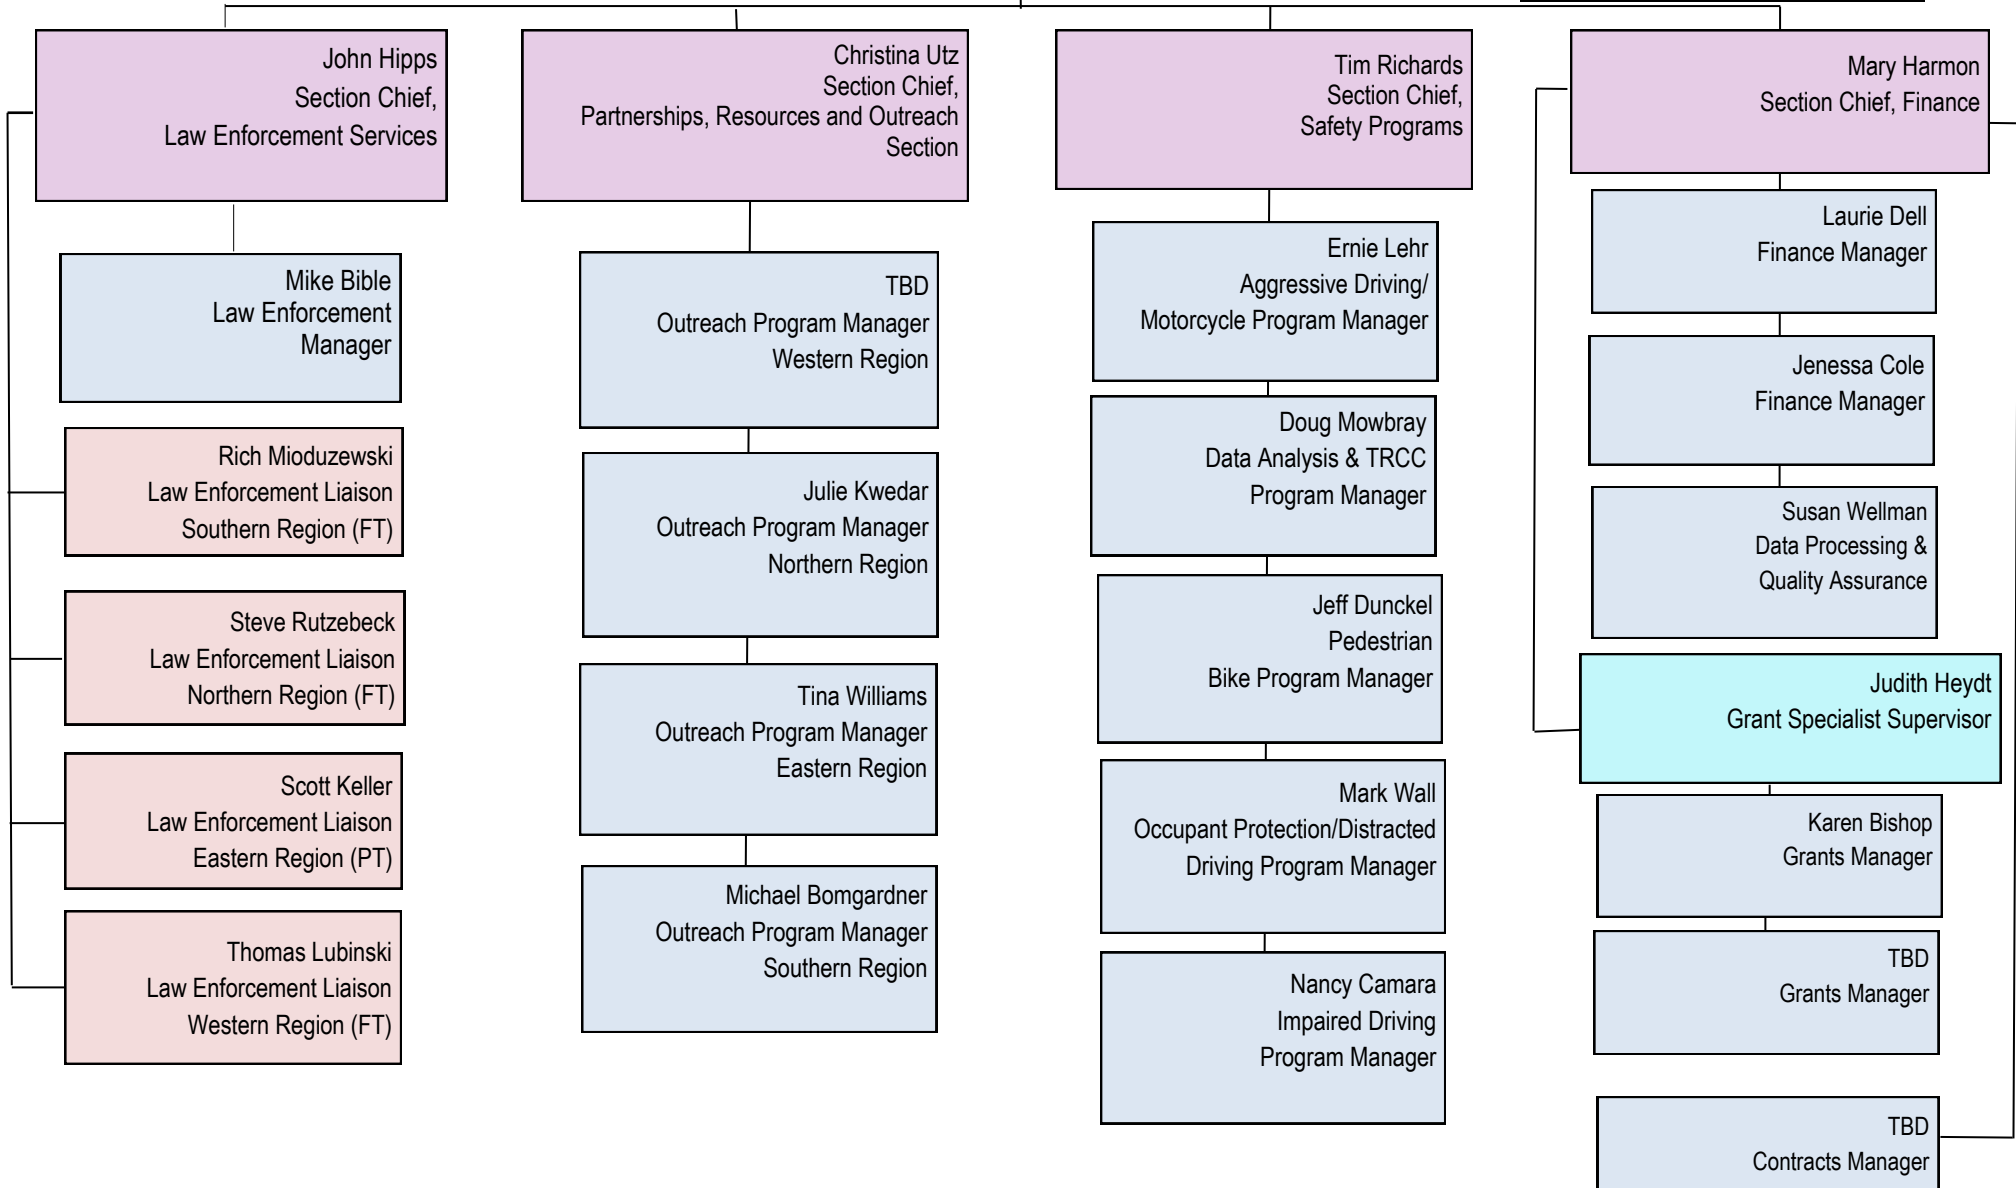 John Hipps
Section Chief,
Law Enforcement Services
Mike Bible
Law Enforcement
Manager
Rich Mioduzewski
Law Enforcement Liaison
Southern Region (FT)
Steve Rutzebeck
Law Enforcement Liaison
Northern Region (FT)
Scott Keller
Law Enforcement Liaison
Eastern Region (PT)
Thomas Lubinski
Law Enforcement Liaison
Western Region (FT)
Christina Utz
Section Chief,
Partnerships, Resources and Outreach
Section
TBD
Outreach Program Manager
Western Region
Julie Kwedar
Outreach Program Manager
Northern Region
Tina Williams
Outreach Program Manager
Eastern Region
Michael Bomgardner
Outreach Program Manager
Southern Region
Tim Richards
Section Chief,
Safety Programs
Ernie Lehr
Aggressive Driving/
Motorcycle Program Manager
Doug Mowbray
Data Analysis & TRCC
Program Manager
Jeff Dunckel
Pedestrian
Bike Program Manager
Mark Wall
Occupant Protection/Distracted
Driving Program Manager
Nancy Camara
Impaired Driving
Program Manager
Mary Harmon
Section Chief, Finance
Laurie Dell
Finance Manager
Jenessa Cole
Finance Manager
Susan Wellman
Data Processing &
Quality Assurance
Judith Heydt
Grant Specialist Supervisor
Karen Bishop
Grants Manager
TBD
Grants Manager
TBD
Contracts Manager